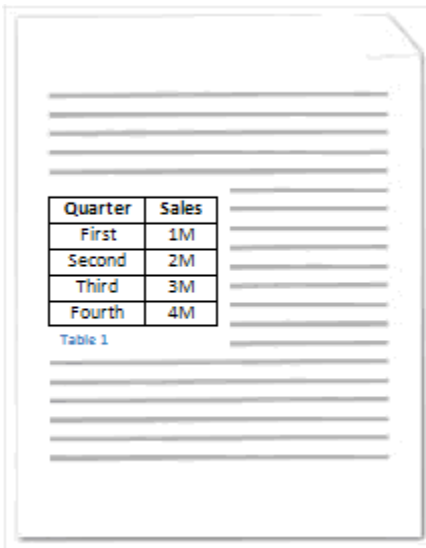 Quarter Sales
First 1M
Second 2M
Third 3M
Fourth 4M
Table 1